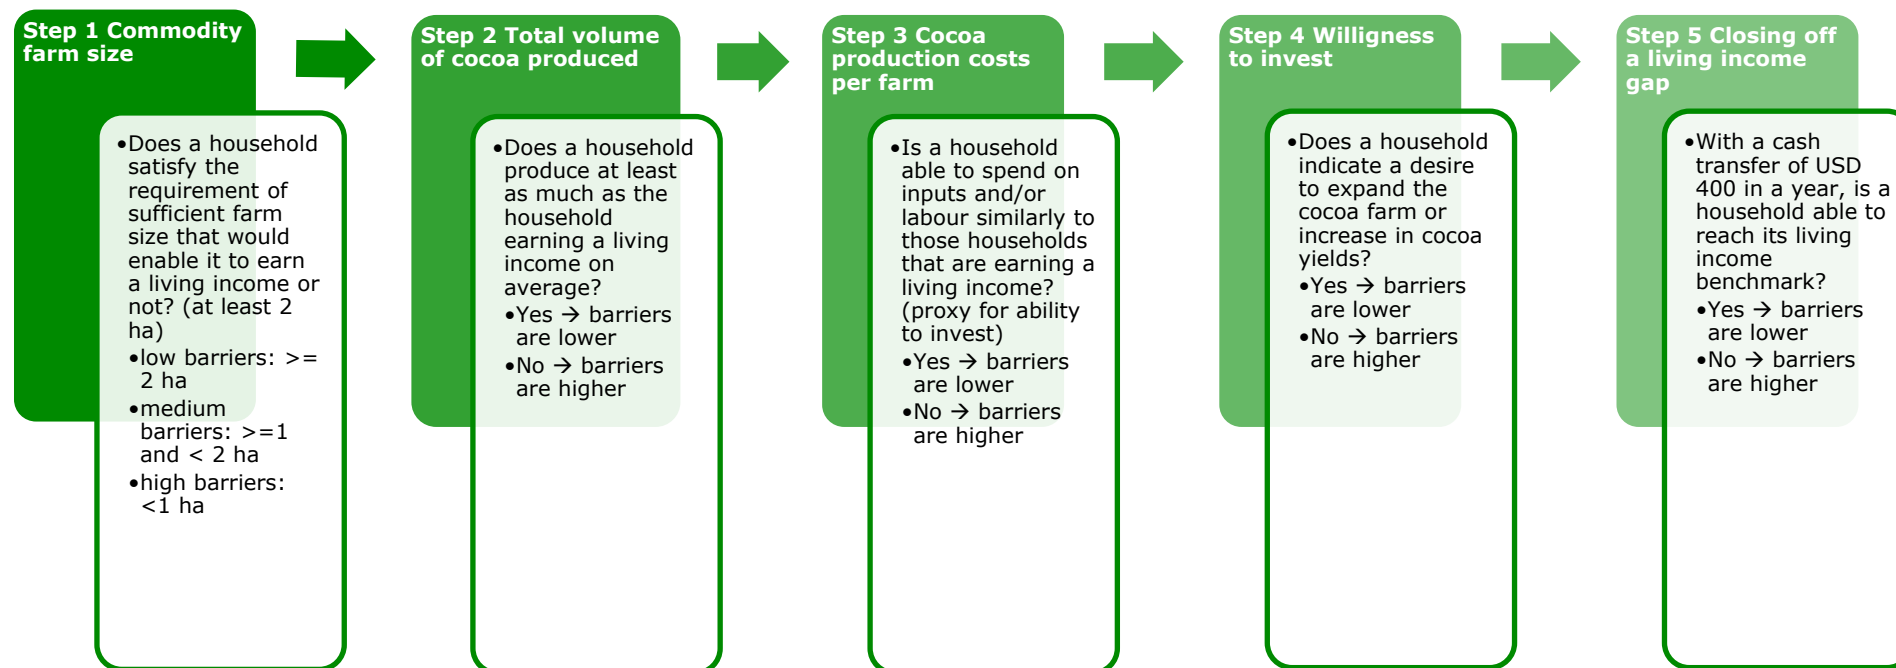 Step 1 Commodity
farm size
•Does a household
satisfy the
requirement of
sufficient farm
size that would
enable it to earn
a living income or
not? (at least 2
ha)
•low barriers: >=
2 ha
•medium
barriers: >=1
and < 2 ha
•high barriers:
<1 ha
Step 2 Total volume
of cocoa produced
•Does a household
produce at least
as much as the
household
earning a living
income on
average?
•Yes → barriers
are lower
•No → barriers
are higher
Step 3 Cocoa
production costs
per farm
•Is a household
able to spend on
inputs and/or
labour similarly to
those households
that are earning a
living income?
(proxy for ability
to invest)
•Yes → barriers
are lower
•No → barriers
are higher
Step 4 Willigness
to invest
•Does a household
indicate a desire
to expand the
cocoa farm or
increase in cocoa
yields?
•Yes → barriers
are lower
•No → barriers
are higher
Step 5 Closing off
a living income
gap
•With a cash
transfer of USD
400 in a year, is a
household able to
reach its living
income
benchmark?
•Yes → barriers
are lower
•No → barriers
are higher